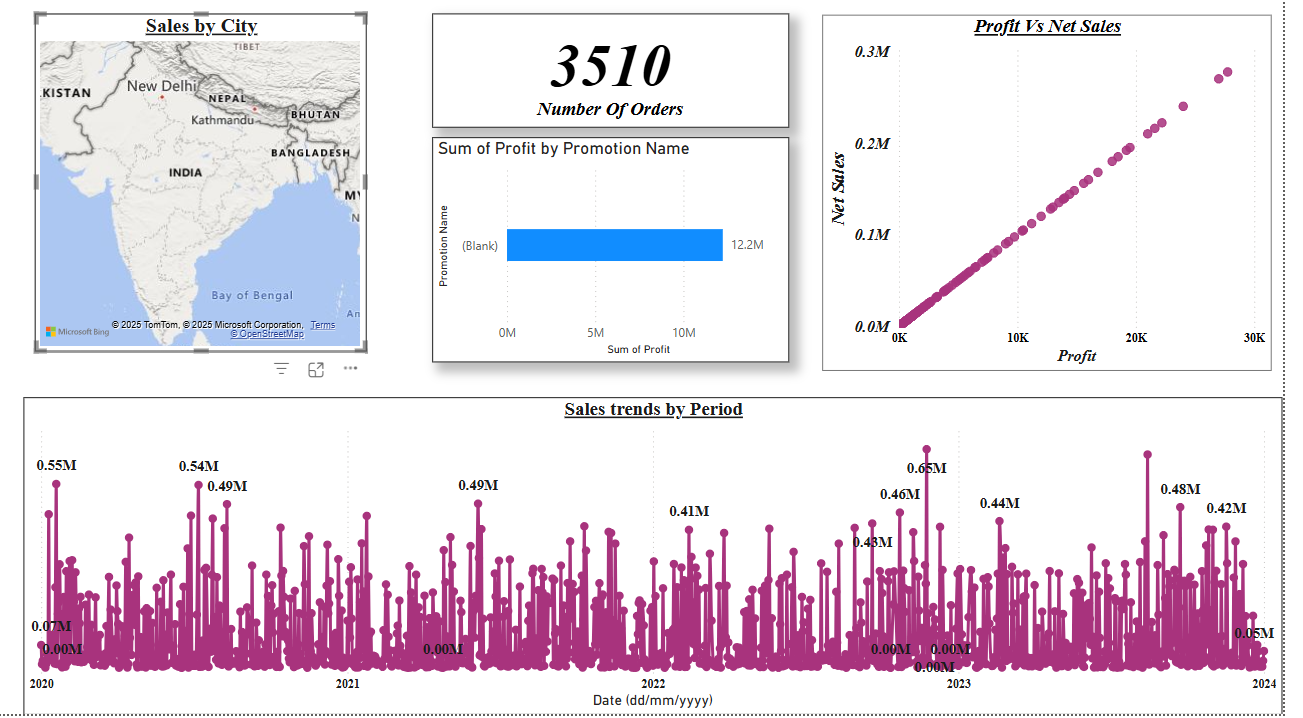 Sales by City
TIBET
KISTAN
New Delhi
NEPAL
Kathmandu
BHUTAN
BANGLADESH
INDIA
MY
N
Bay of Bengal
An
Microsoft Bing
© 2025 TomTom, © 2025 Microsoft Corporation, Terms
© OpenStreetMap
3510
Number Of Orders
Sum of Profit by Promotion Name
Promotion Name
(Blank)
12.2M
0M 5M 10M
Sum of Profit
Profit Vs Net Sales
Net Sales
0.3M
0.2M
0.1M
0.0M
0K 10K 20K 30K
Profit
Sales trends by Period
0.55M 0.54M 0.49M 0.49M 0.41M 0.43M 0.46M 0.65M 0.44M 0.48M 0.42M
0.07M 0.05M
0.00M 0.00M 0.00M 0.00M
0.00M
2020 2021 2022 2023 2024
Date (dd/mm/yyyy)